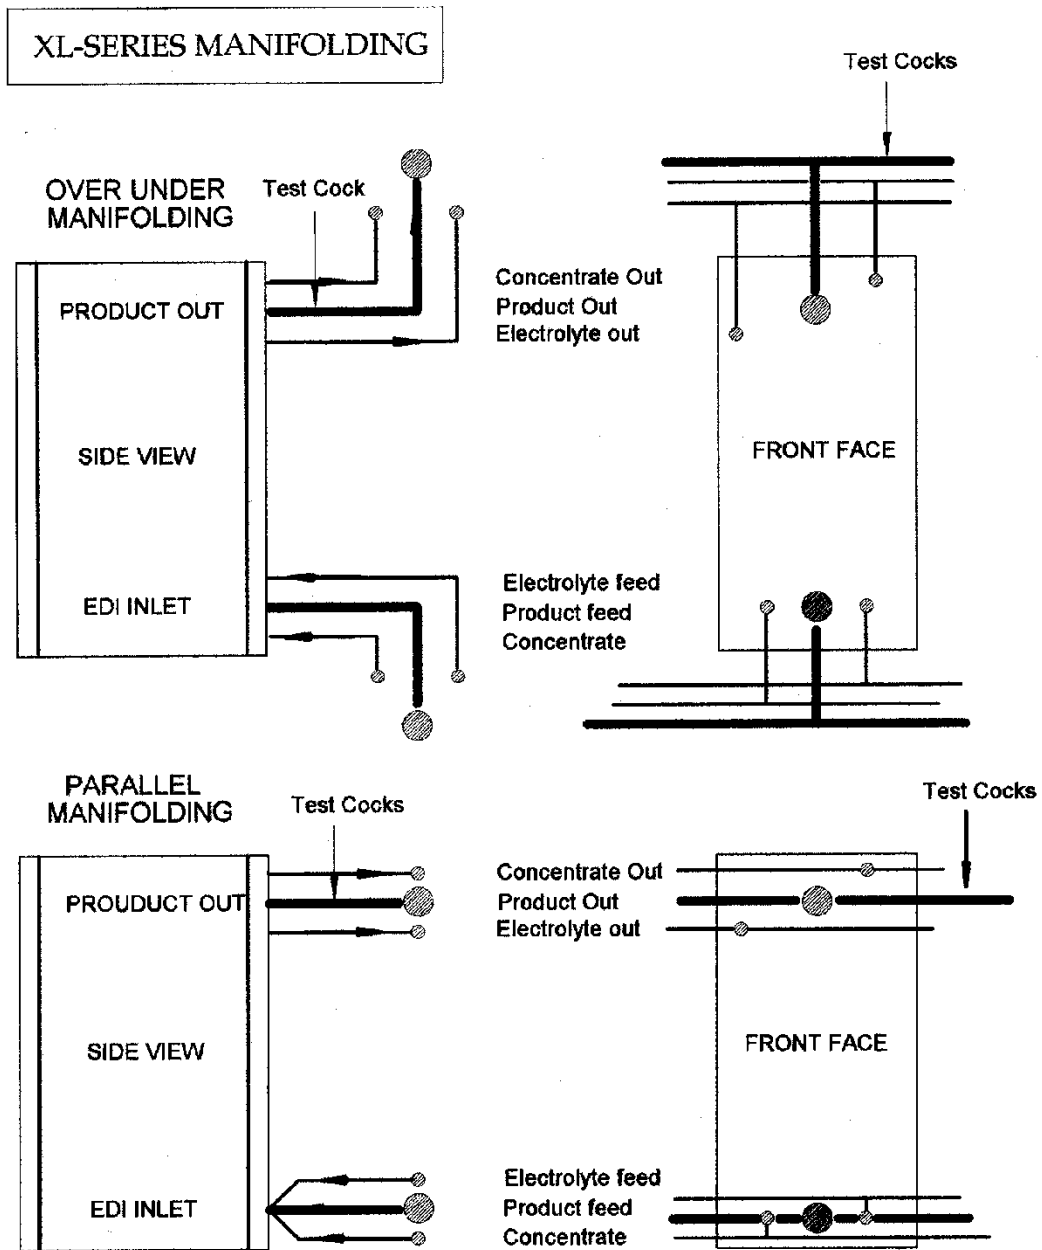 XL-SERIES MANIFOLDING
Test Cocks
OVER UNDER
MANIFOLDING
Test Cock
PRODUCT OUT
Concentrate Out
Product Out
Electrolyte out
SIDE VIEW
FRONT FACE
EDI INLET
Electrolyte feed
Product feed
Concentrate
PARALLEL
MANIFOLDING
Test Cocks
Test Cocks
PROUDUCT OUT
Concentrate Out
Product Out
Electrolyte out
SIDE VIEW
FRONT FACE
EDI INLET
Electrolyte feed
Product feed
Concentrate